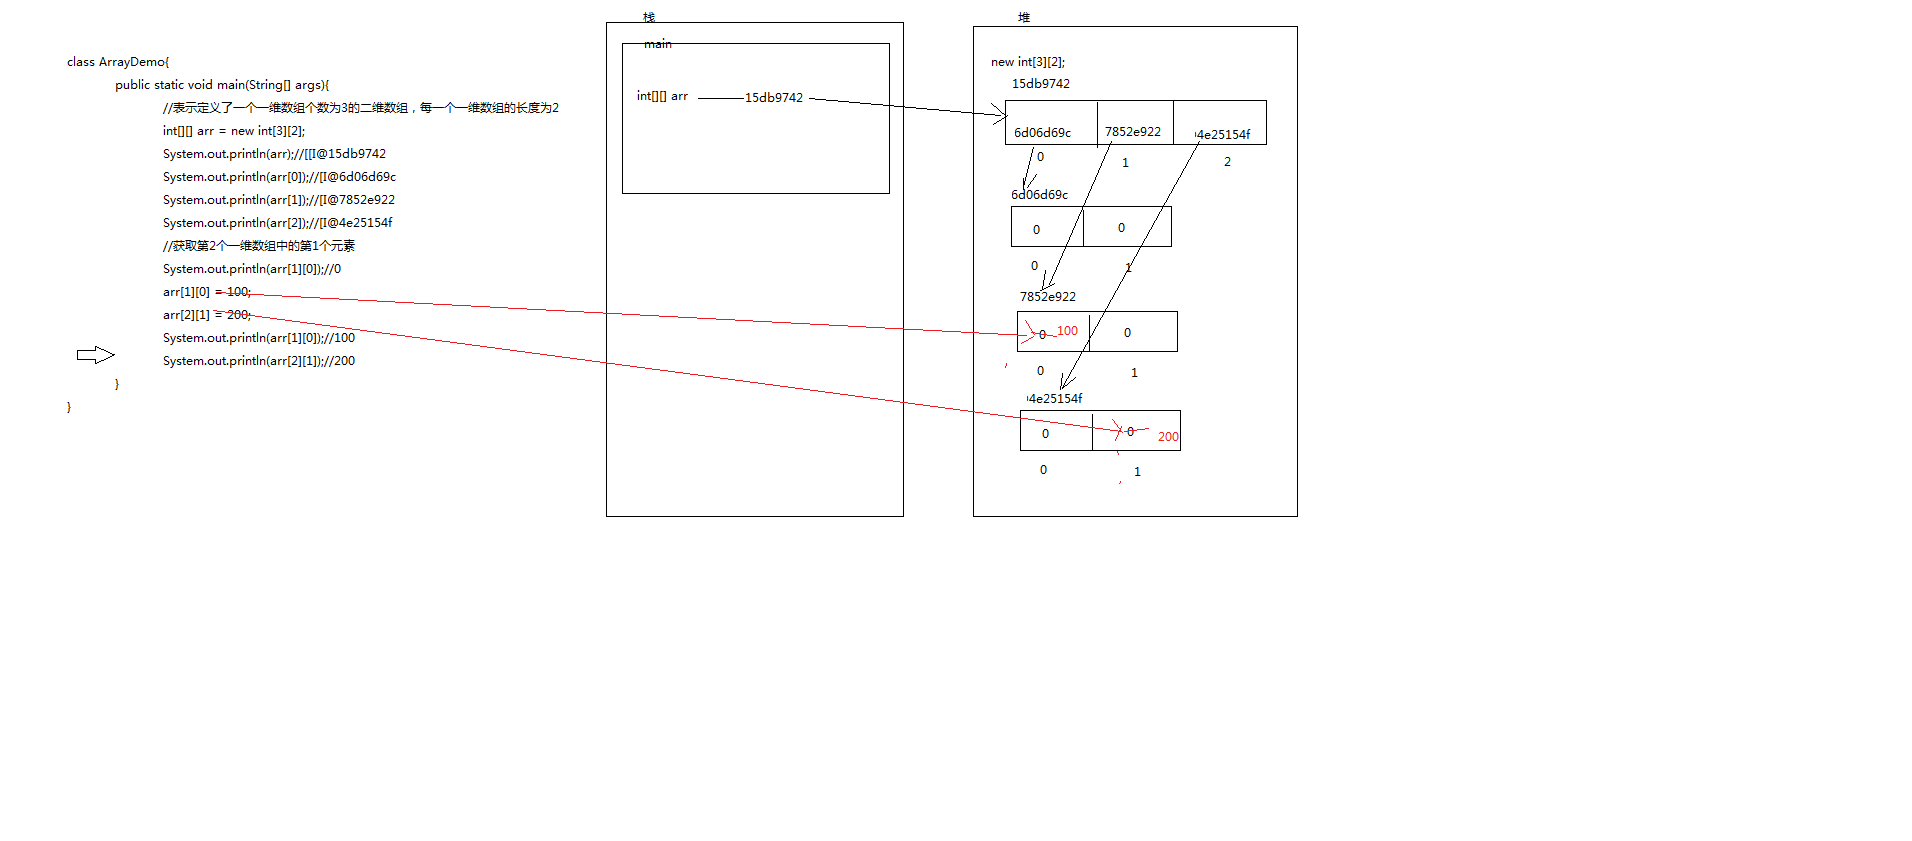 class ArrayDemo{
public static void main(String[] args){
//表示定义了一个一维数组个数为3的二维数组，每一个一维数组的长度为2
int[][] arr = new int[3][2];
System.out.println(arr);//[[I@15db9742
System.out.println(arr[0]);//[I@6d06d69c
System.out.println(arr[1]);//[I@7852e922
System.out.println(arr[2]);//[I@4e25154f
//获取第2个一维数组中的第1个元素
System.out.println(arr[1][0]);//0
arr[1][0] = 100;
arr[2][1] = 200;
System.out.println(arr[1][0]);//100
System.out.println(arr[2][1]);//200
}
}
栈
main
int[][] arr
15db9742
堆
new int[3][2];
15db9742
6d06d69c 7852e922 4e25154f
0 1 2
6d06d69c
0 0
0 1
7852e922
0 100 0
0 1
4e25154f
0 0 200
0 1